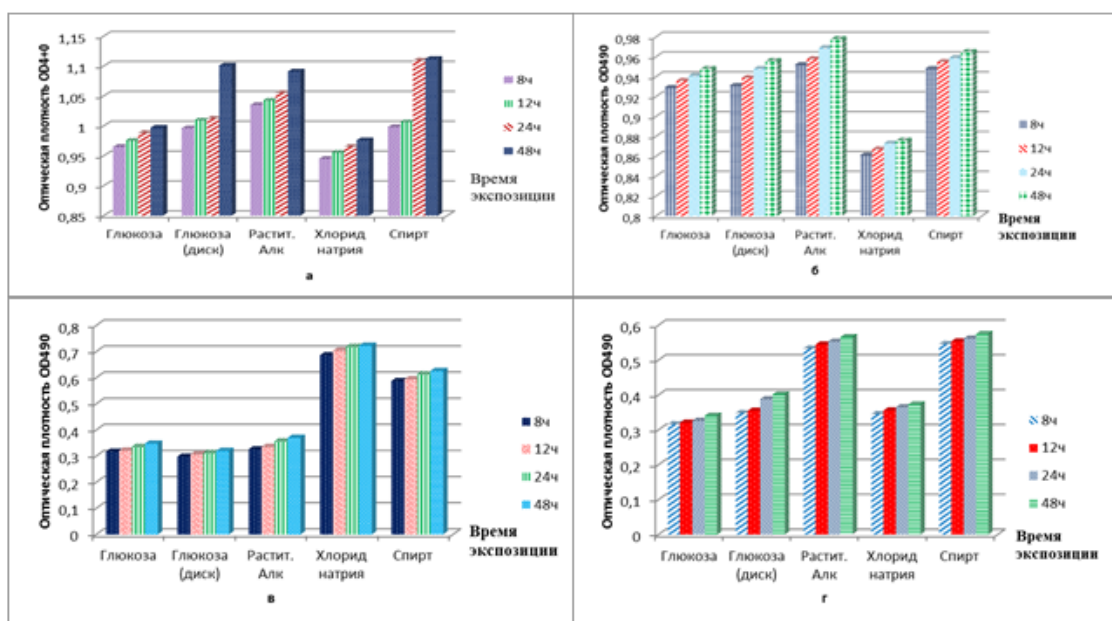 Оптическая плотность OD4+0
1,15
1,1
1,05
1
0,95
0,9
0,85
Глюкоза
Глюкоза
(диск)
Растит.
Алк
Хлорид
натрия
Спирт
8ч
12ч
24ч
48ч
Время
экспозиции
а
Оптическая плотность OD490
0,98
0,96
0,94
0,92
0,9
0,88
0,86
0,84
0,82
0,8
Глюкоза
Глюкоза
(диск)
Растит.
Алк
Хлорид
натрия
Спирт
8ч
12ч
24ч
48ч
Время
экспозиции
б
Оптическая плотность OD490
0,8
0,7
0,6
0,5
0,4
0,3
0,2
0,1
0
Глюкоза
Глюкоза
(диск)
Растит.
Алк
Хлорид
натрия
Спирт
8ч
12ч
24ч
48ч
Время
экспозиции
в
Оптическая плотность OD490
0,6
0,5
0,4
0,3
0,2
0,1
0
Глюкоза
Глюкоза
(диск)
Растит.
Алк
Хлорид
натрия
Спирт
8ч
12ч
24ч
48ч
Время
экспозиции
г